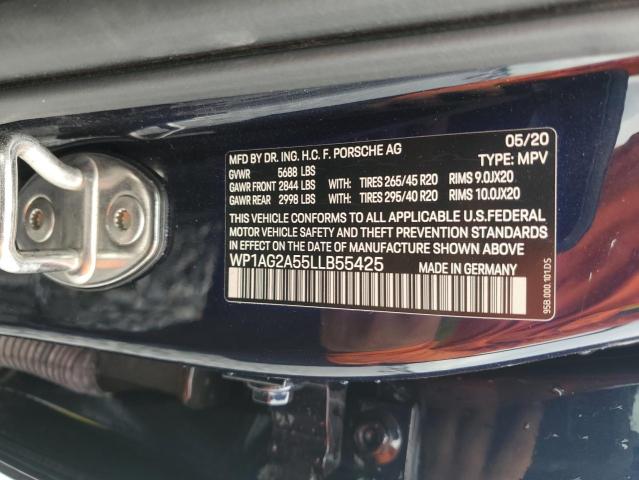 05/20
MFD BY DR. ING. H.C. F. PORSCHE AG
TYPE: MPV
GVWR 5688 LBS
GAWR FRONT 2844 LBS WITH: TIRES 265/45 R20 RIMS 9.0JX20
GAWR REAR 2998 LBS WITH: TIRES 295/40 R20 RIMS 10.0JX20
THIS VEHICLE CONFORMS TO ALL APPLICABLE U.S.FEDERAL
MOTOR VEHICLE SAFETY AND THEFT PREVENTION STANDARDS
IN EFFECT ON THE DATE OF MANUFACTURE SHOWN ABOVE
WP1AG2A55LLB55425 MADE IN GERMANY
95B.000.101.DS